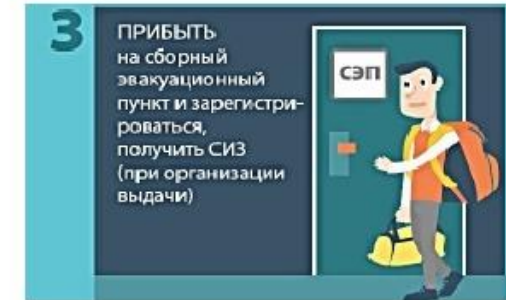 3
ПРИБЫТЬ
на сборный
эвакуационный
пункт и зарегистри-
роваться,
получить СИЗ
(при организации
выдачи)
СЭП